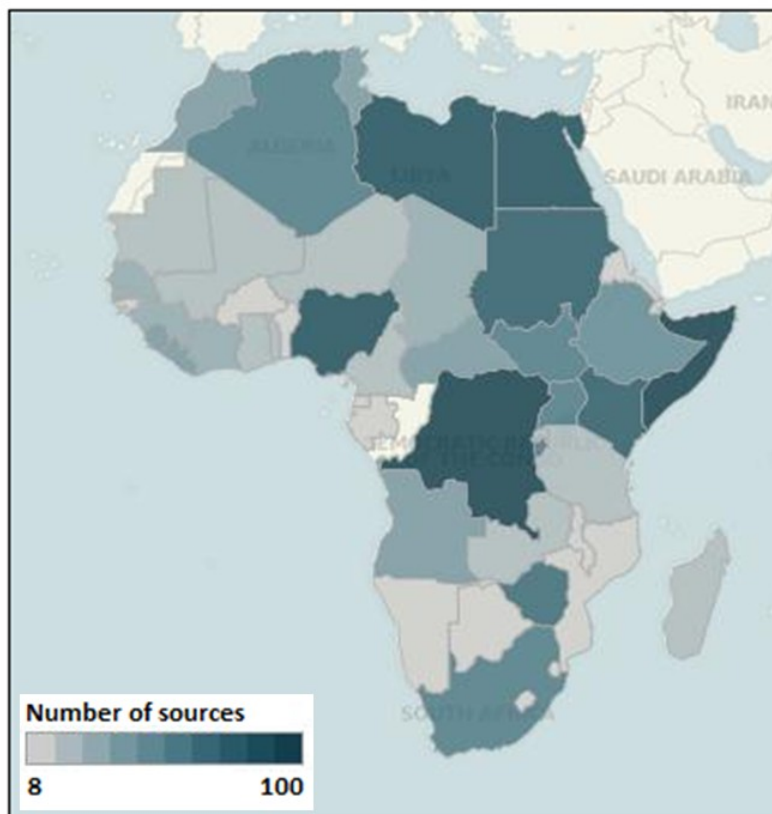 IRAN
ALGERIA
LIBYA
SAUDI ARABIA
DEMOCRATIC REPUBLIC
OF THE CONGO
SOUTH AFRICA
Number of sources
8 100